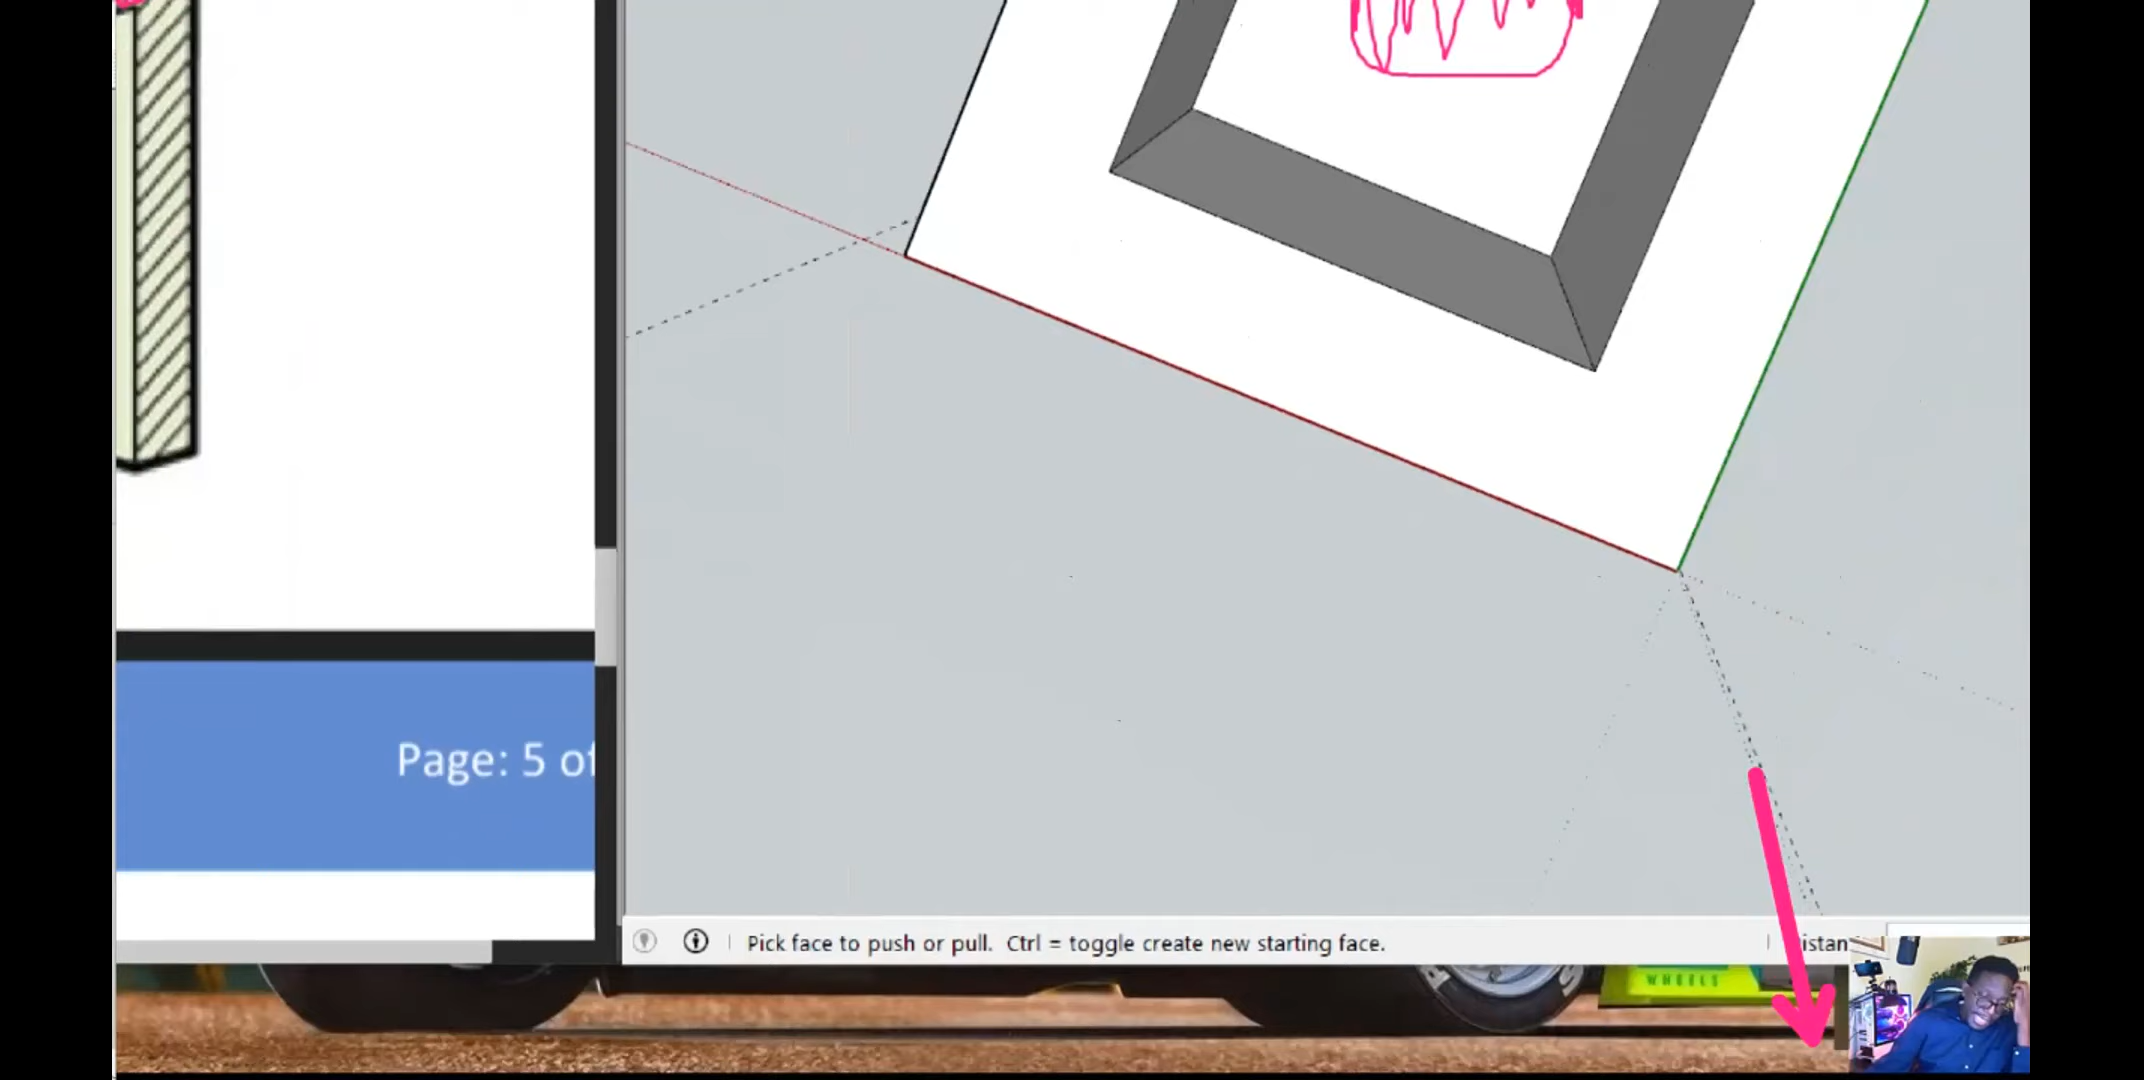 Page: 5 of
Pick face to push or pull. Ctrl = toggle create new starting face.
istan
WHEELS